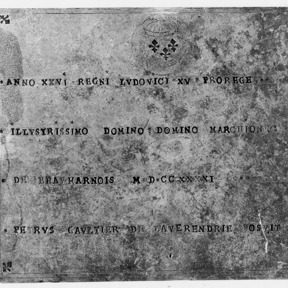 ANNO XXVI REGNI LVDOVICI XV PROREGE
ILLVSTRISSIMO DOMINO DOMINO MARCHIONE
DE BEAVHARNOIS M D CC XXXXI
PETRVS GAVLTIER DE LAVERENDRIE POSVIT